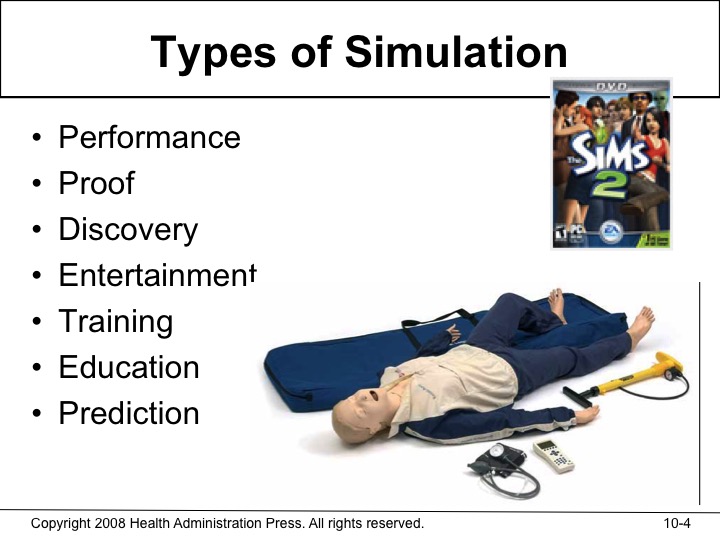 Types of Simulation
• Performance
• Proof
• Discovery
• Entertainment
• Training
• Education
• Prediction
DVD
The SiMS
2
EA
PC
Copyright 2008 Health Administration Press. All rights reserved.
10-4